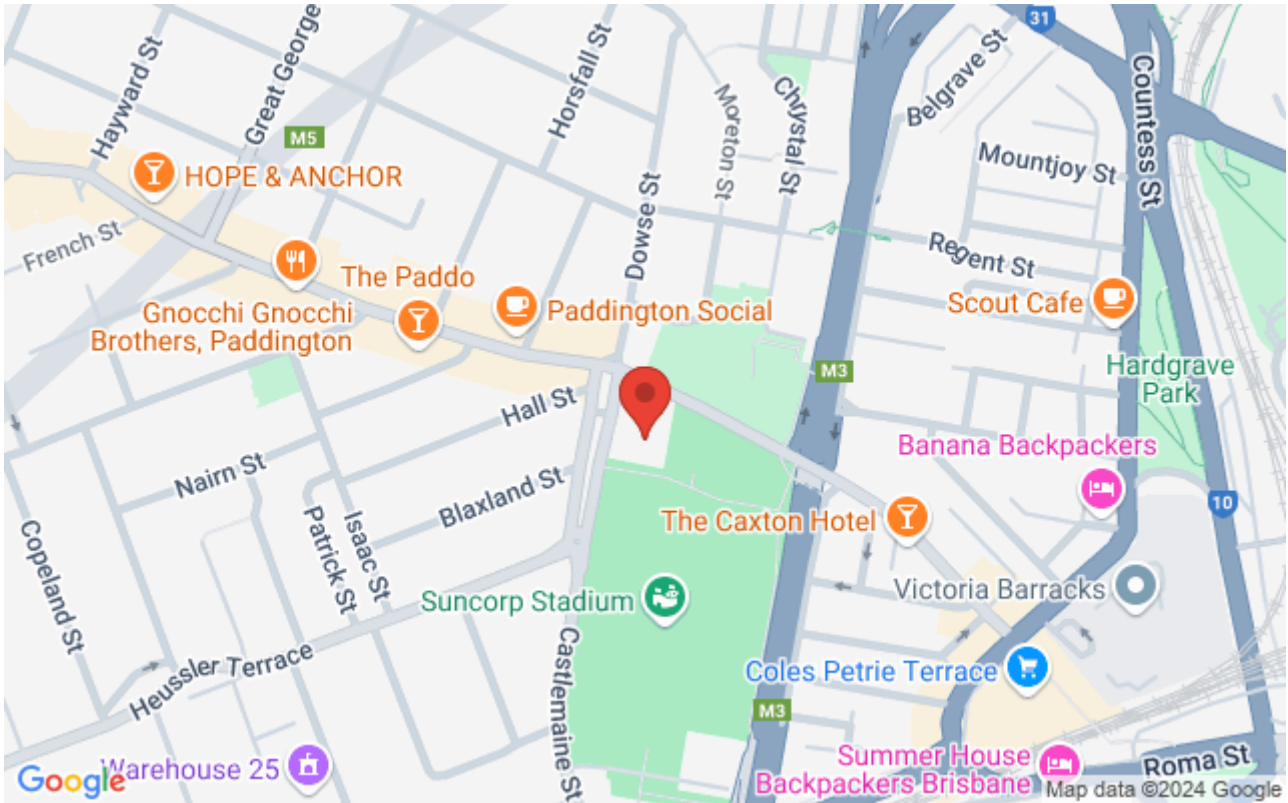 31
Hayward St
Great George
Horsfall St
Belgrave St
Countess St
Moreton St
Chrystal St
M5
Mountjoy St
HOPE & ANCHOR
French St
Dowse St
Regent St
The Paddo
Gnocchi Gnocchi
Brothers, Paddington
Paddington Social
Scout Cafe
M3
Hardgrave
Park
Hall St
Banana Backpackers
Nairn St
Blaxland St
10
The Caxton Hotel
Copeland St
Patrick St
Isaac St
Victoria Barracks
Suncorp Stadium
Heussler Terrace
Castlemaine St
Coles Petrie Terrace
M3
Warehouse 25
Summer House
Backpackers Brisbane
Roma St
Google
Map data ©2024 Google